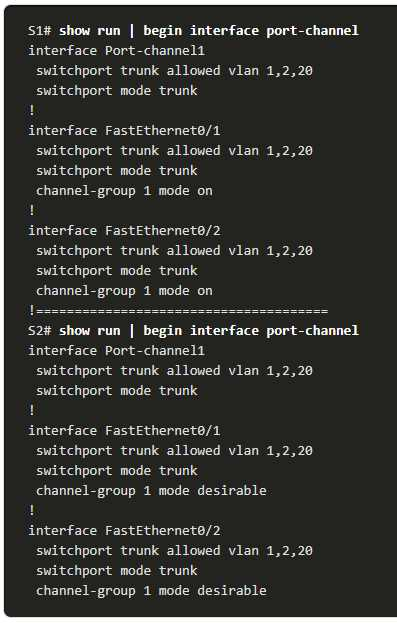 S1# show run | begin interface port-channel
interface Port-channel1
 switchport trunk allowed vlan 1,2,20
 switchport mode trunk
!
interface FastEthernet0/1
 switchport trunk allowed vlan 1,2,20
 switchport mode trunk
 channel-group 1 mode on
!
interface FastEthernet0/2
 switchport trunk allowed vlan 1,2,20
 switchport mode trunk
 channel-group 1 mode on
!======================================
S2# show run | begin interface port-channel
interface Port-channel1
 switchport trunk allowed vlan 1,2,20
 switchport mode trunk
!
interface FastEthernet0/1
 switchport trunk allowed vlan 1,2,20
 switchport mode trunk
 channel-group 1 mode desirable
!
interface FastEthernet0/2
 switchport trunk allowed vlan 1,2,20
 switchport mode trunk
 channel-group 1 mode desirable